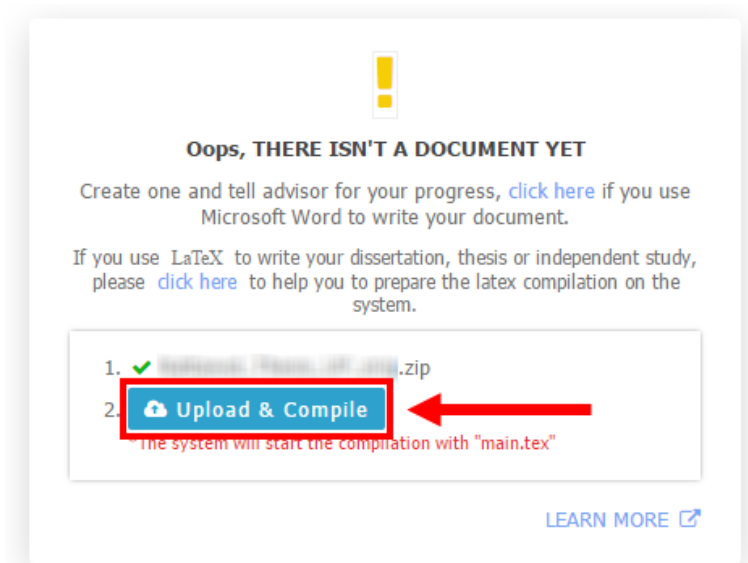 Oops, THERE ISN'T A DOCUMENT YET
Create one and tell advisor for your progress, click here if you use
Microsoft Word to write your document.
If you use LaTeX to write your dissertation, thesis or independent study,
please click here to help you to prepare the latex compilation on the
system.
1. .zip
2. Upload & Compile
*The system will start the compilation with "main.tex"
LEARN MORE